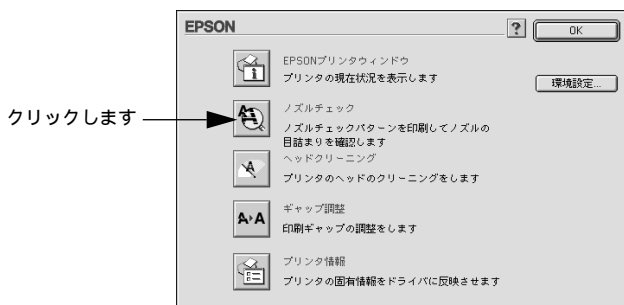 EPSON
?
OK
EPSONプリンタウィンドウ
プリンタの現在状況を表示します
環境設定...
クリックします
ノズルチェック
ノズルチェックパターンを印刷してノズルの
目詰まりを確認します
ヘッドクリーニング
プリンタのヘッドのクリーニングをします
ギャップ調整
印刷ギャップの調整をします
プリンタ情報
プリンタの固有情報をドライバに反映させます